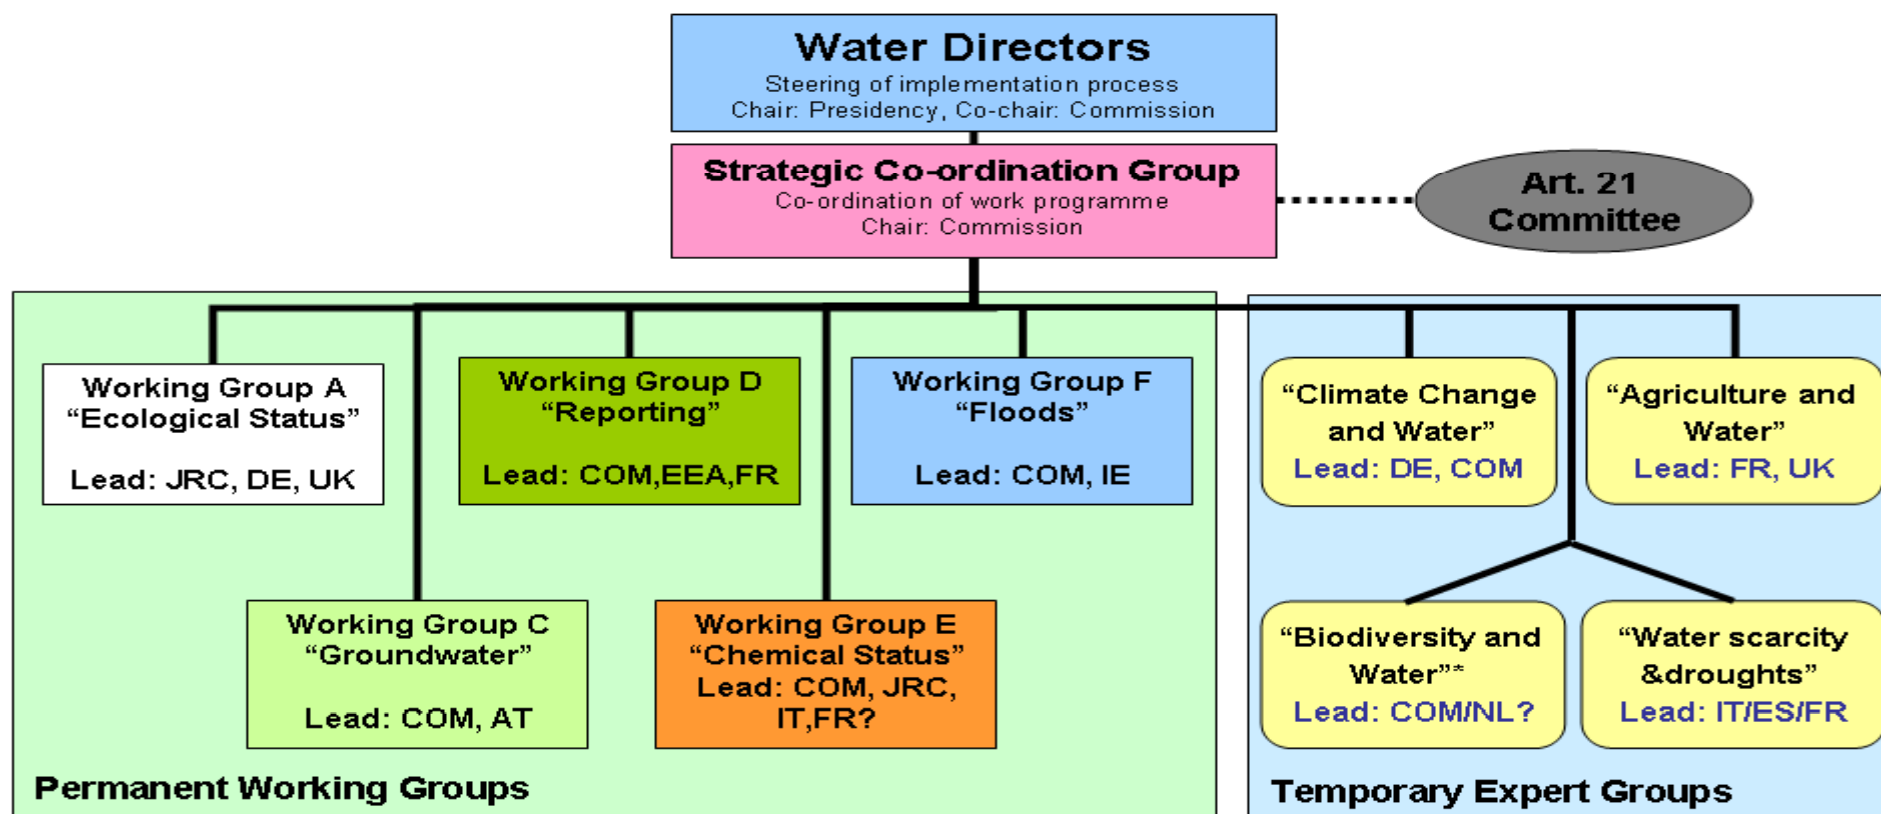 Water Directors
Steering of implementation process
Chair: Presidency, Co-chair: Commission
Strategic Co-ordination Group
Co-ordination of work programme
Chair: Commission
Art. 21
Committee
Working Group A
“Ecological Status”
Lead: JRC, DE, UK
Working Group D
“Reporting”
Lead: COM,EEA,FR
Working Group F
“Floods”
Lead: COM, IE
Working Group C
“Groundwater”
Lead: COM, AT
Working Group E
“Chemical Status”
Lead: COM, JRC,
IT,FR?
Permanent Working Groups
“Climate Change
and Water”
Lead: DE, COM
“Agriculture and
Water”
Lead: FR, UK
“Biodiversity and
Water”*
Lead: COM/NL?
“Water scarcity
&droughts”
Lead: IT/ES/FR
Temporary Expert Groups